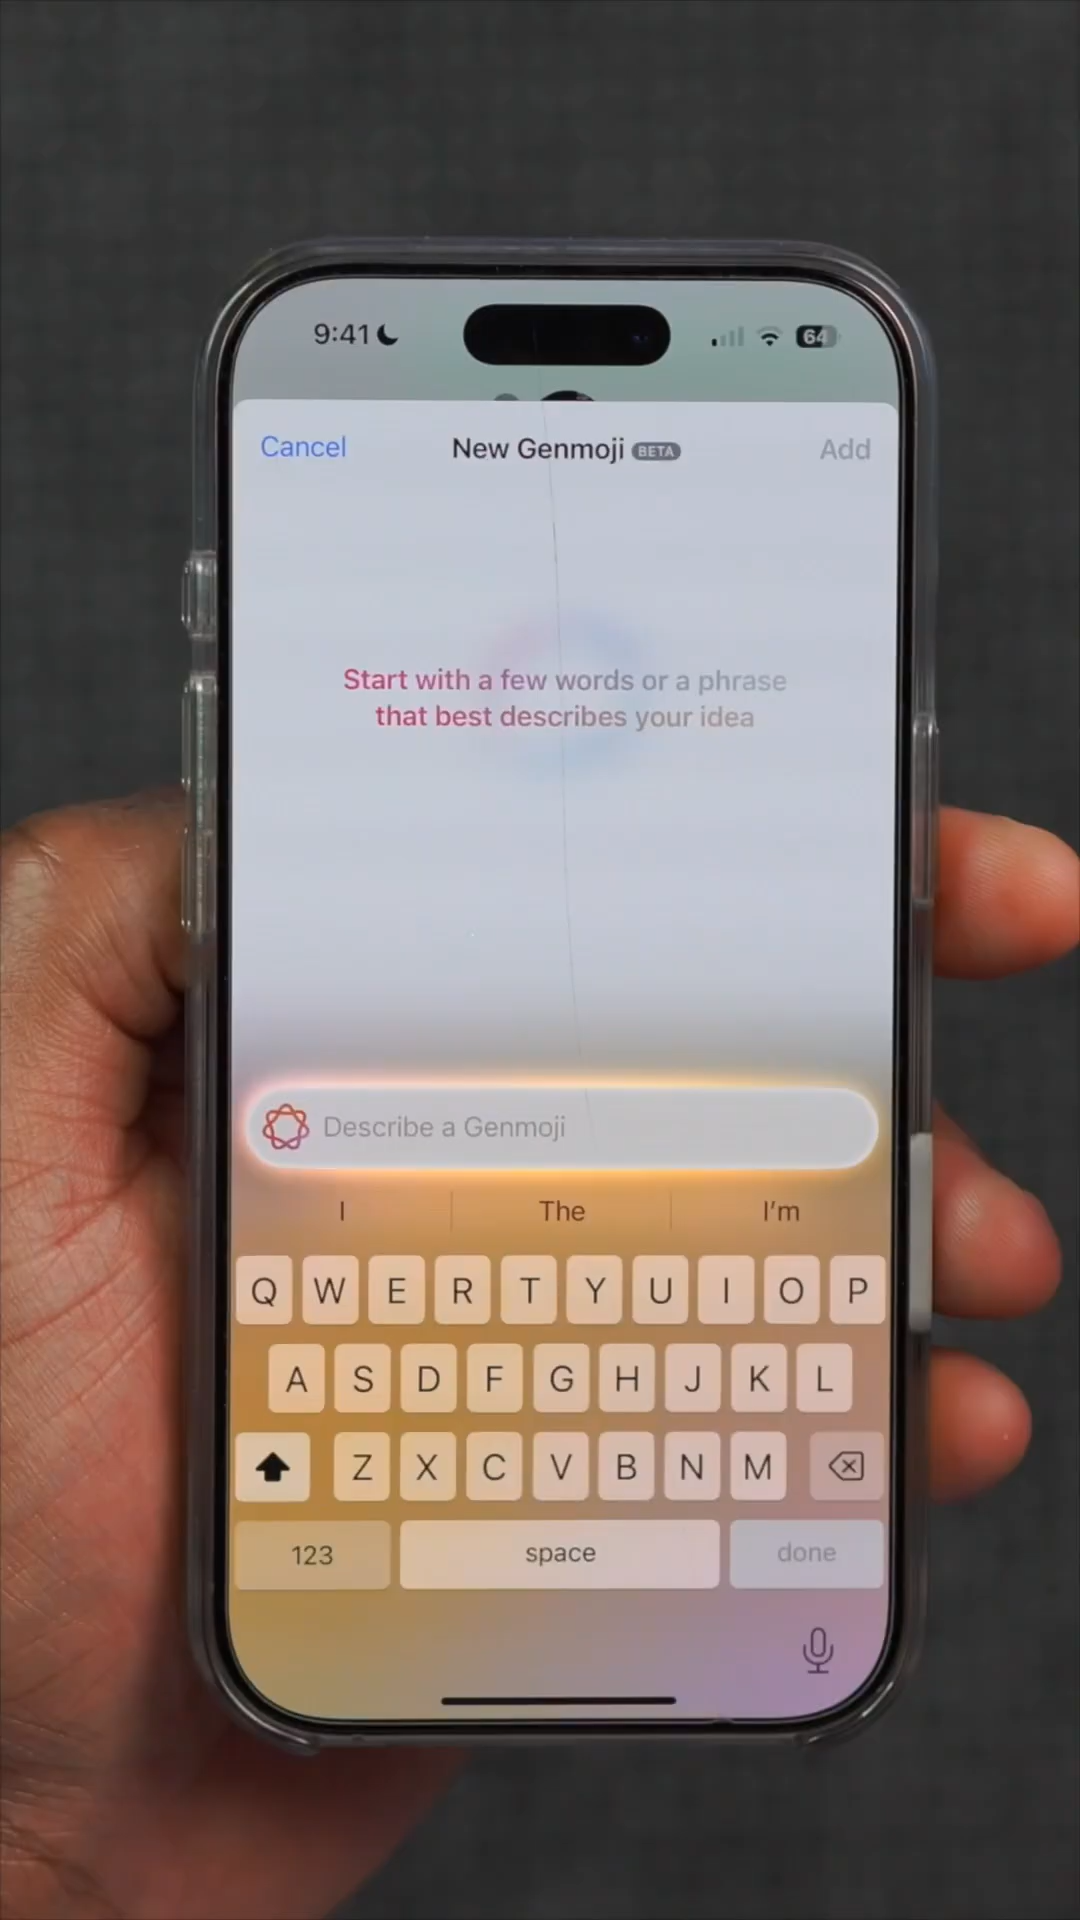 9:41 64
Cancel New Genmoji BETA Add
Start with a few words or a phrase
that best describes your idea
Describe a Genmoji
I The I'm
Q W E R T Y U I O P
A S D F G H J K L
Z X C V B N M
123 space done